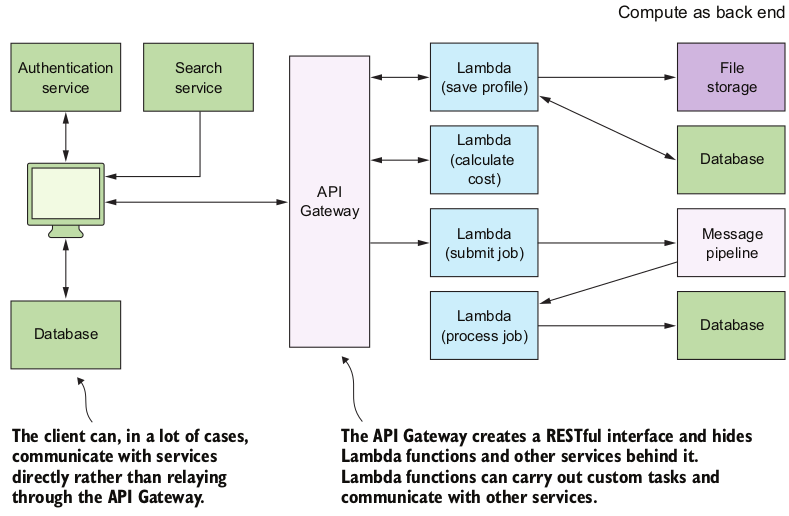 Compute as back end
Authentication
service
Search
service
Database
API
Gateway
Lambda
(save profile)
Lambda
(calculate
cost)
Lambda
(submit job)
Lambda
(process job)
File
storage
Database
Message
pipeline
Database
The client can, in a lot of cases,
communicate with services
directly rather than relaying
through the API Gateway.
The API Gateway creates a RESTful interface and hides
Lambda functions and other services behind it.
Lambda functions can carry out custom tasks and
communicate with other services.